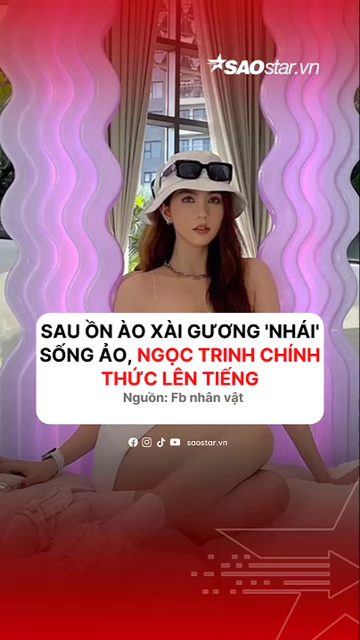 SAOstar.vn
SAU ỒN ÀO XÀI GƯƠNG 'NHÁI'
SỐNG ẢO, NGỌC TRINH CHÍNH
THỨC LÊN TIẾNG
Nguồn: Fb nhân vật
saostar.vn